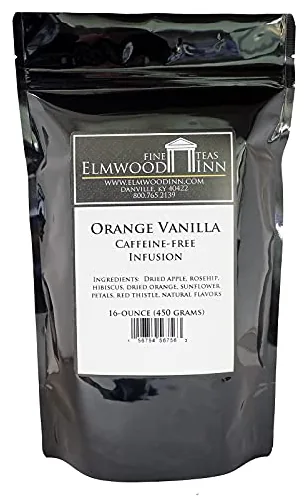 FINE TEAS
ELMWOOD INN
WWW.ELMWOODINN.COM
DANVILLE, KY 40422
800.765.2139
ORANGE VANILLA
CAFFEINE-FREE
INFUSION
INGREDIENTS: DRIED APPLE, ROSEHIP,
HIBISCUS, DRIED ORANGE, SUNFLOWER
PETALS, RED THISTLE, NATURAL FLAVORS
16-OUNCE (450 GRAMS)